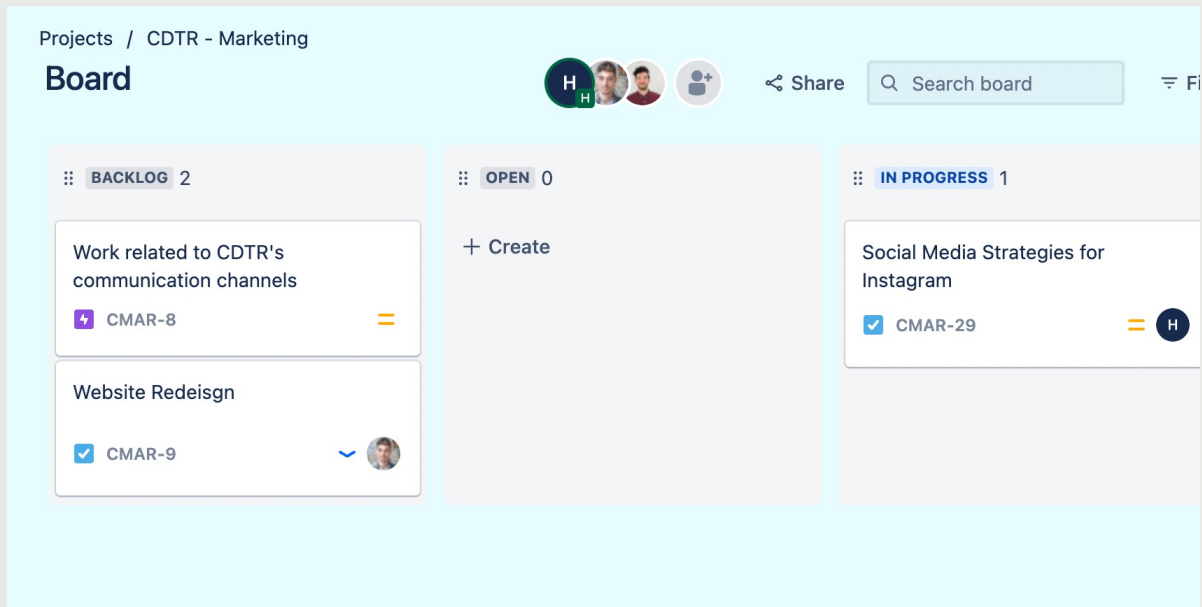 Projects / CDTR - Marketing
Board
H
H
Share
Search board
Fi
BACKLOG 2
OPEN 0
IN PROGRESS 1
Work related to CDTR's
communication channels
CMAR-8
Website Redeisgn
CMAR-9
+ Create
Social Media Strategies for
Instagram
CMAR-29
H